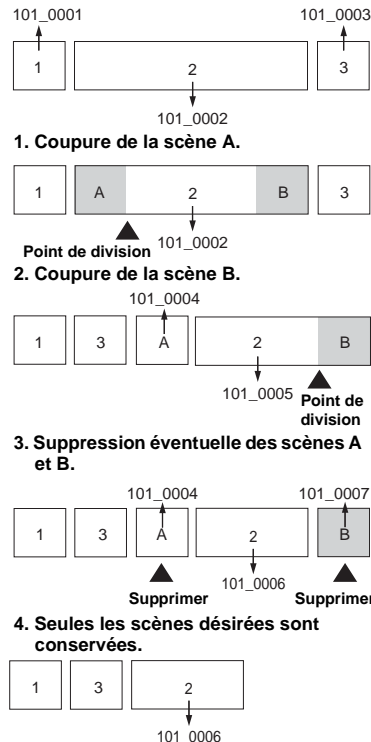 101_0001 101_0003
1 2 3
101_0002
1. Coupure de la scène A.
1 A 2 B 3
Point de division 101_0002
2. Coupure de la scène B.
101_0004
1 3 A 2 B
101_0005 Point de
division
3. Suppression éventuelle des scènes A
et B.
101_0004 101_0007
1 3 A 2 B
101_0006
Supprimer Supprimer
4. Seules les scènes désirées sont
conservées.
1 3 2
101_0006